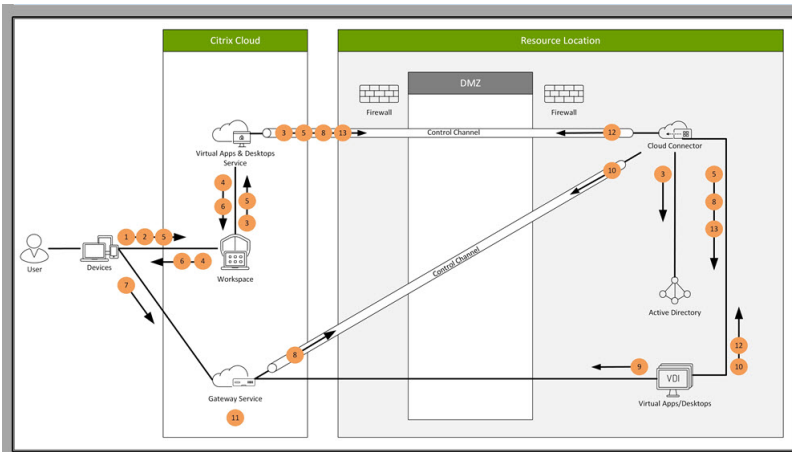 Citrix Cloud
Resource Location
DMZ
Firewall
Firewall
3 5 8 13
Control Channel
12
Virtual Apps & Desktops
Service
Cloud Connector
4
6
5
3
10
3
5
8
13
1 2 5
User
Devices
6 4
Workspace
Control Channel
7
Active Directory
8
12
10
9
VDI
Gateway Service
Virtual Apps/Desktops
11